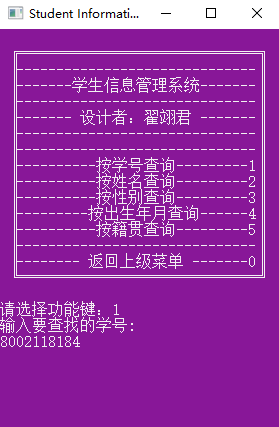 Student Informati...
------------------------------
-------学生信息管理系统-------
------------------------------
-------- 设计者：翟翊君 --------
------------------------------
------------------------------
----------按学号查询---------1
----------按姓名查询---------2
----------按性别查询---------3
---------按出生年月查询------4
----------按籍贯查询---------5
------------------------------
-------- 返回上级菜单 -------0
请选择功能键：1
输入要查找的学号:
8002118184